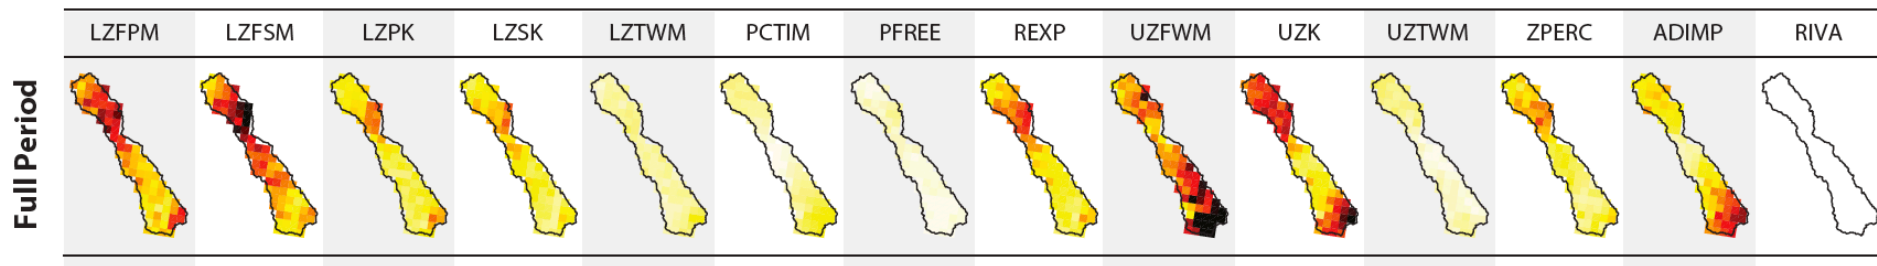 LZFPM LZFSM LZPK LZSK LZTWM PCTIM PFREE REXP UZFWM UZK UZTWM ZPERC ADIMP RIVA
Full Period